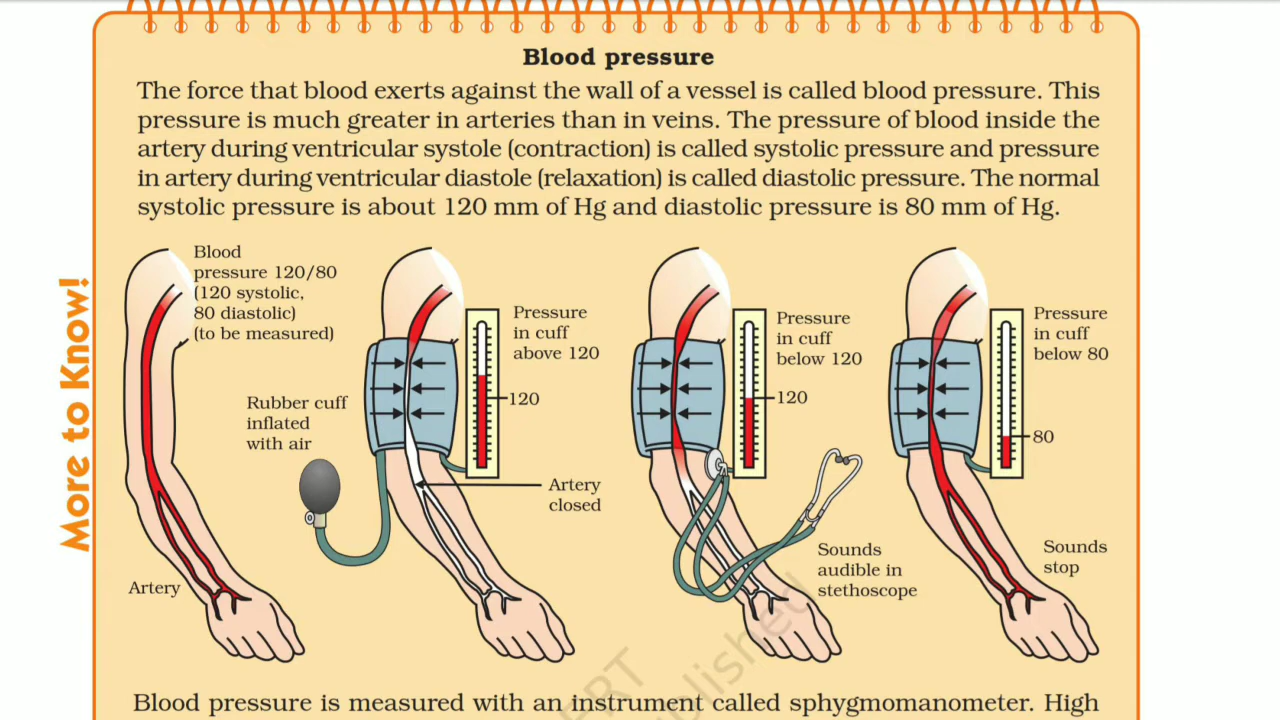 Blood pressure
The force that blood exerts against the wall of a vessel is called blood pressure. This
pressure is much greater in arteries than in veins. The pressure of blood inside the
artery during ventricular systole (contraction) is called systolic pressure and pressure
in artery during ventricular diastole (relaxation) is called diastolic pressure. The normal
systolic pressure is about 120 mm of Hg and diastolic pressure is 80 mm of Hg.
More to Know!
Blood
pressure 120/80
(120 systolic,
80 diastolic)
(to be measured)
Artery
Rubber cuff
inflated
with air
Pressure
in cuff
above 120
120
Artery
closed
Pressure
in cuff
below 120
120
Sounds
audible in
stethoscope
Pressure
in cuff
below 80
80
Sounds
stop
Blood pressure is measured with an instrument called sphygmomanometer. High